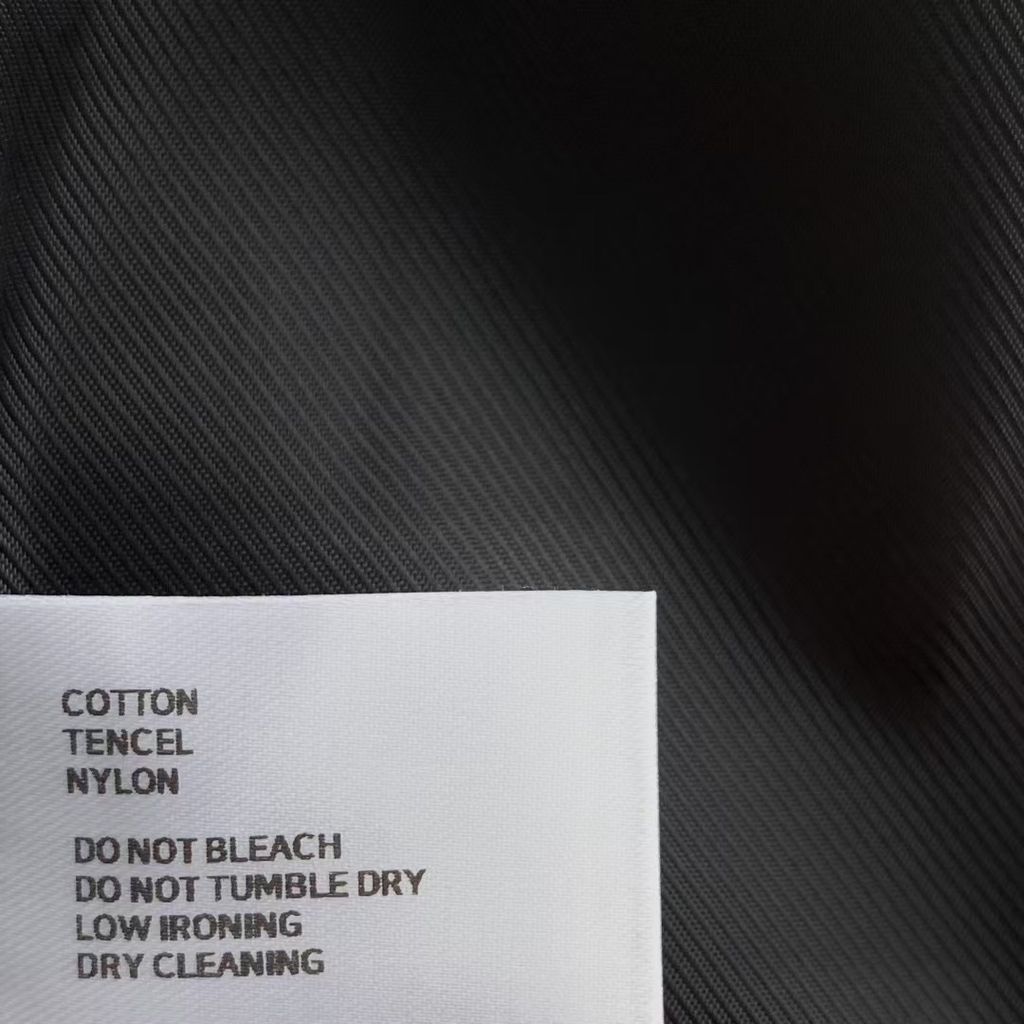 COTTON
TENCEL
NYLON
DO NOT BLEACH
DO NOT TUMBLE DRY
LOW IRONING
DRY CLEANING